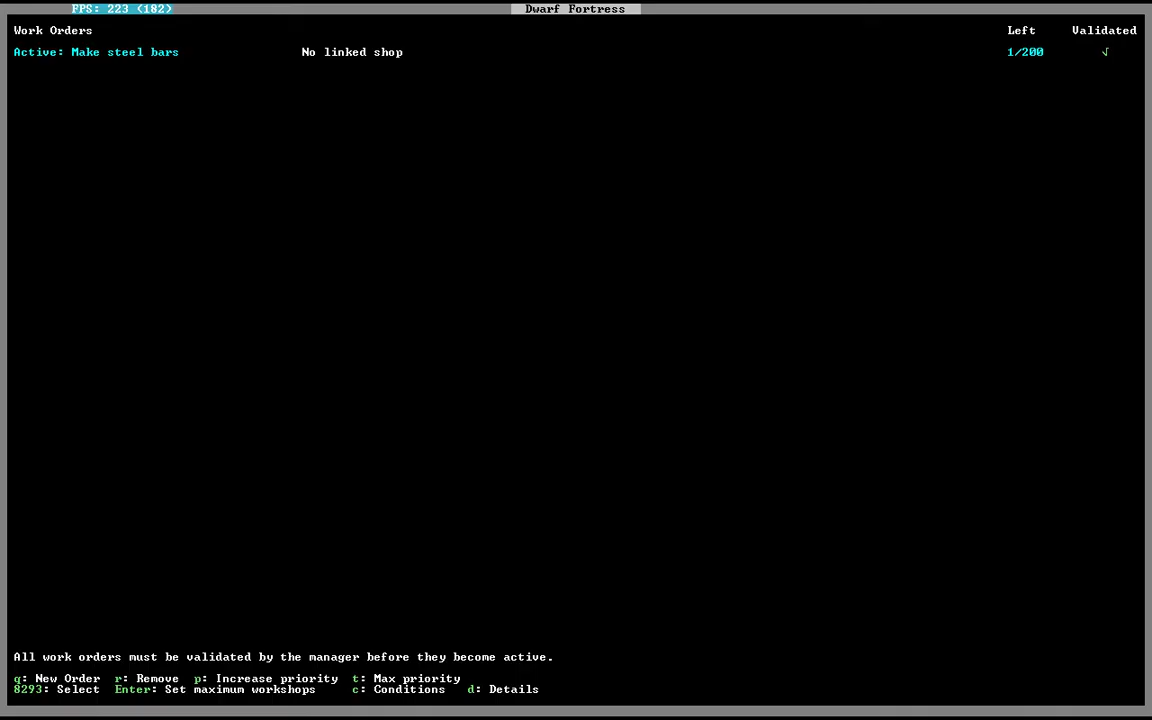 FPS: 223 (182) Dwarf Fortress
Work Orders Left Validated
Active: Make steel bars No linked shop 1/200 √
All work orders must be validated by the manager before they become active.
q: New Order r: Remove p: Increase priority t: Max priority
8293: Select Enter: Set maximum workshops c: Conditions d: Details